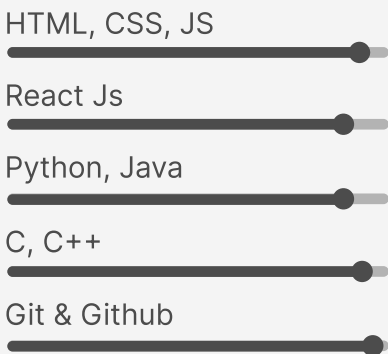 HTML, CSS, JS
React Js
Python, Java
C, C++
Git & Github